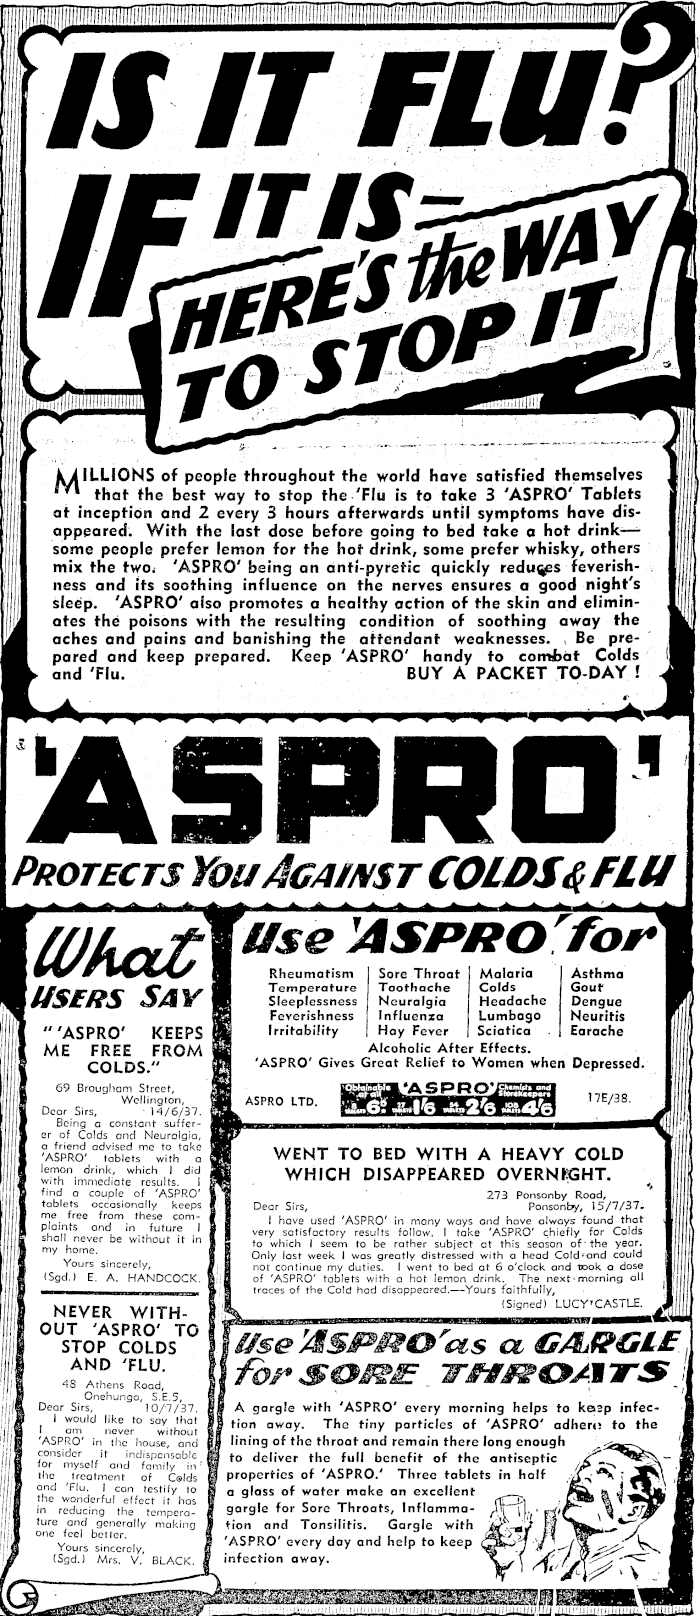 IS IT FLU?
IF IT IS—
HERE'S the WAY
TO STOP IT
MILLIONS of people throughout the world have satisfied themselves
that the best way to stop the 'Flu is to take 3 'ASPRO' Tablets
at inception and 2 every 3 hours afterwards until symptoms have dis-
appeared. With the last dose before going to bed take a hot drink—
some people prefer lemon for the hot drink, some prefer whisky, others
mix the two. 'ASPRO' being an anti-pyretic quickly reduces feverish-
ness and its soothing influence on the nerves ensures a good night's
sleep. 'ASPRO' also promotes a healthy action of the skin and elimin-
ates the poisons with the resulting condition of soothing away the
aches and pains and banishing the attendant weaknesses. Be pre-
pared and keep prepared. Keep 'ASPRO' handy to combat Colds
and 'Flu. BUY A PACKET TO-DAY !
'ASPRO'
PROTECTS YOU AGAINST COLDS & FLU
What
USERS SAY
"'ASPRO' KEEPS
ME FREE FROM
COLDS."
69 Brougham Street,
Wellington,
Dear Sirs, 14/6/37.
Being a constant suffer-
er of Colds and Neuralgia,
a friend advised me to take
'ASPRO' tablets with a
lemon drink, which I did
with immediate results. I
find a couple of 'ASPRO'
tablets occasionally keeps
me free from these com-
plaints and in future I
shall never be without it in
my home.
Yours sincerely,
(Sgd.) E. A. HANDCOCK.
NEVER WITH-
OUT 'ASPRO' TO
STOP COLDS
AND 'FLU.
48 Athens Road,
Onehunga, S.E.5,
Dear Sirs, 10/7/37.
I would like to say that
I am never without
'ASPRO' in the house, and
consider it indispensable
for myself and family in
the treatment of Colds
and 'Flu. I can testify to
the wonderful effect it has
in reducing the tempera-
ture and generally making
one feel better.
Yours sincerely,
(Sgd.) Mrs. V. BLACK.
Use 'ASPRO' for
Rheumatism Sore Throat Malaria Asthma
Temperature Toothache Colds Gout
Sleeplessness Neuralgia Headache Dengue
Feverishness Influenza Lumbago Neuritis
Irritability Hay Fever Sciatica Earache
Alcoholic After Effects.
'ASPRO' Gives Great Relief to Women when Depressed.
ASPRO LTD. Obtainable at all 'ASPRO' Chemists and Storekeepers 17E/38.
TABLETS 6D. 27 TABLETS 1/6 54 TABLETS 2/6 108 TABLETS 4/6
WENT TO BED WITH A HEAVY COLD
WHICH DISAPPEARED OVERNIGHT.
273 Ponsonby Road,
Dear Sirs, Ponsonby, 15/7/37.
I have used 'ASPRO' in many ways and have always found that
very satisfactory results follow. I take 'ASPRO' chiefly for Colds
to which I seem to be rather subject at this season of the year.
Only last week I was greatly distressed with a head Cold and could
not continue my duties. I went to bed at 6 o'clock and took a dose
of 'ASPRO' tablets with a hot lemon drink. The next morning all
traces of the Cold had disappeared.—Yours faithfully,
(Signed) LUCY CASTLE.
Use 'ASPRO' as a GARGLE
for SORE THROATS
A gargle with 'ASPRO' every morning helps to keep infec-
tion away. The tiny particles of 'ASPRO' adhere to the
lining of the throat and remain there long enough
to deliver the full benefit of the antiseptic
properties of 'ASPRO.' Three tablets in half
a glass of water make an excellent
gargle for Sore Throats, Inflamma-
tion and Tonsilitis. Gargle with
'ASPRO' every day and help to keep
infection away.